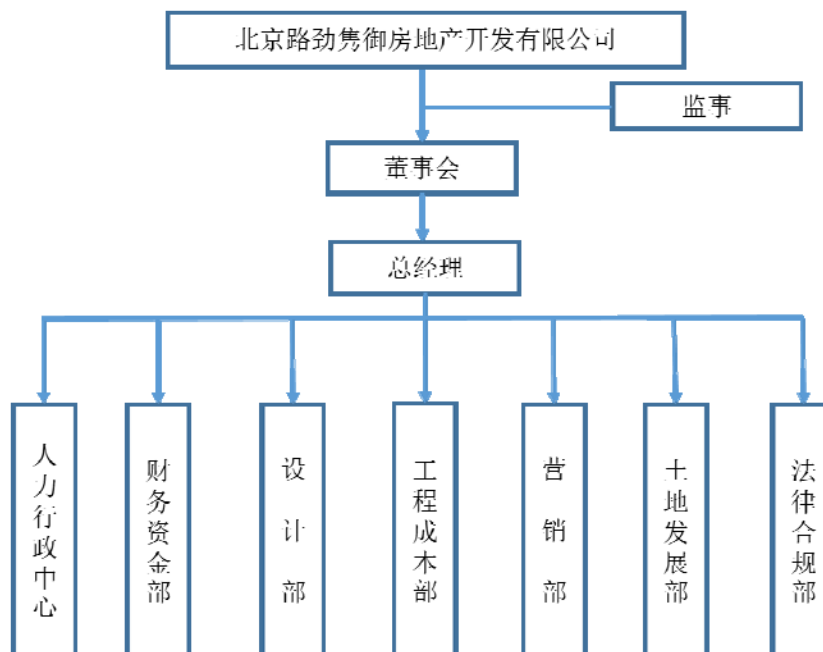 北京路劲隽御房地产开发有限公司
监事
董事会
总经理
人力行政中心
财务资金部
设计部
工程成本部
营销部
土地发展部
法律合规部